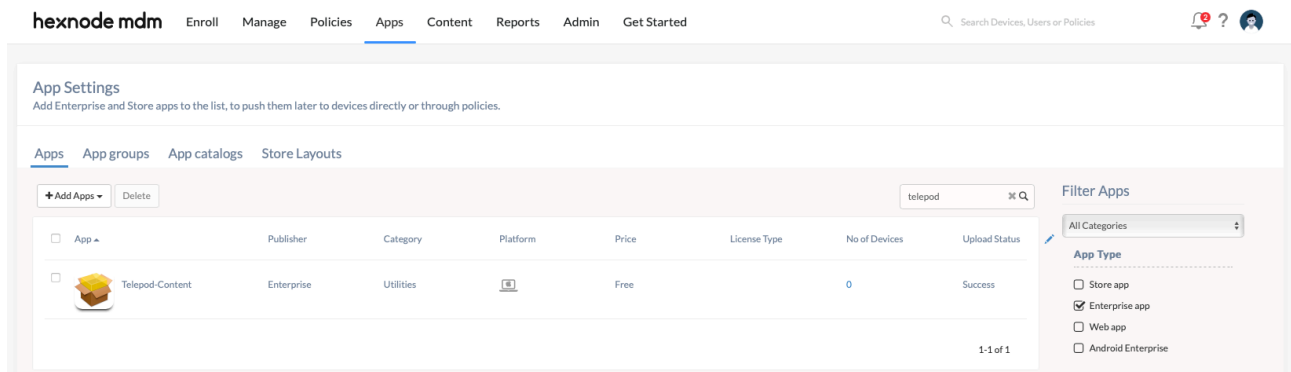 hexnode mdm Enroll Manage Policies Apps Content Reports Admin Get Started Search Devices, Users or Policies 2 ?
App Settings
Add Enterprise and Store apps to the list, to push them later to devices directly or through policies.
Apps App groups App catalogs Store Layouts
+Add Apps Delete telepod
Filter Apps
All Categories
App Publisher Category Platform Price License Type No of Devices Upload Status
Telepod-Content Enterprise Utilities Free 0 Success
1-1 of 1
App Type
Store app
Enterprise app
Web app
Android Enterprise